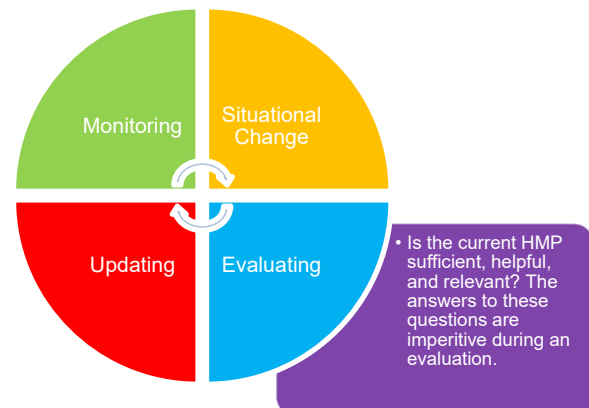 Monitoring
Situational
Change
Updating
Evaluating
• Is the current HMP
sufficient, helpful,
and relevant? The
answers to these
questions are
imperitive during an
evaluation.